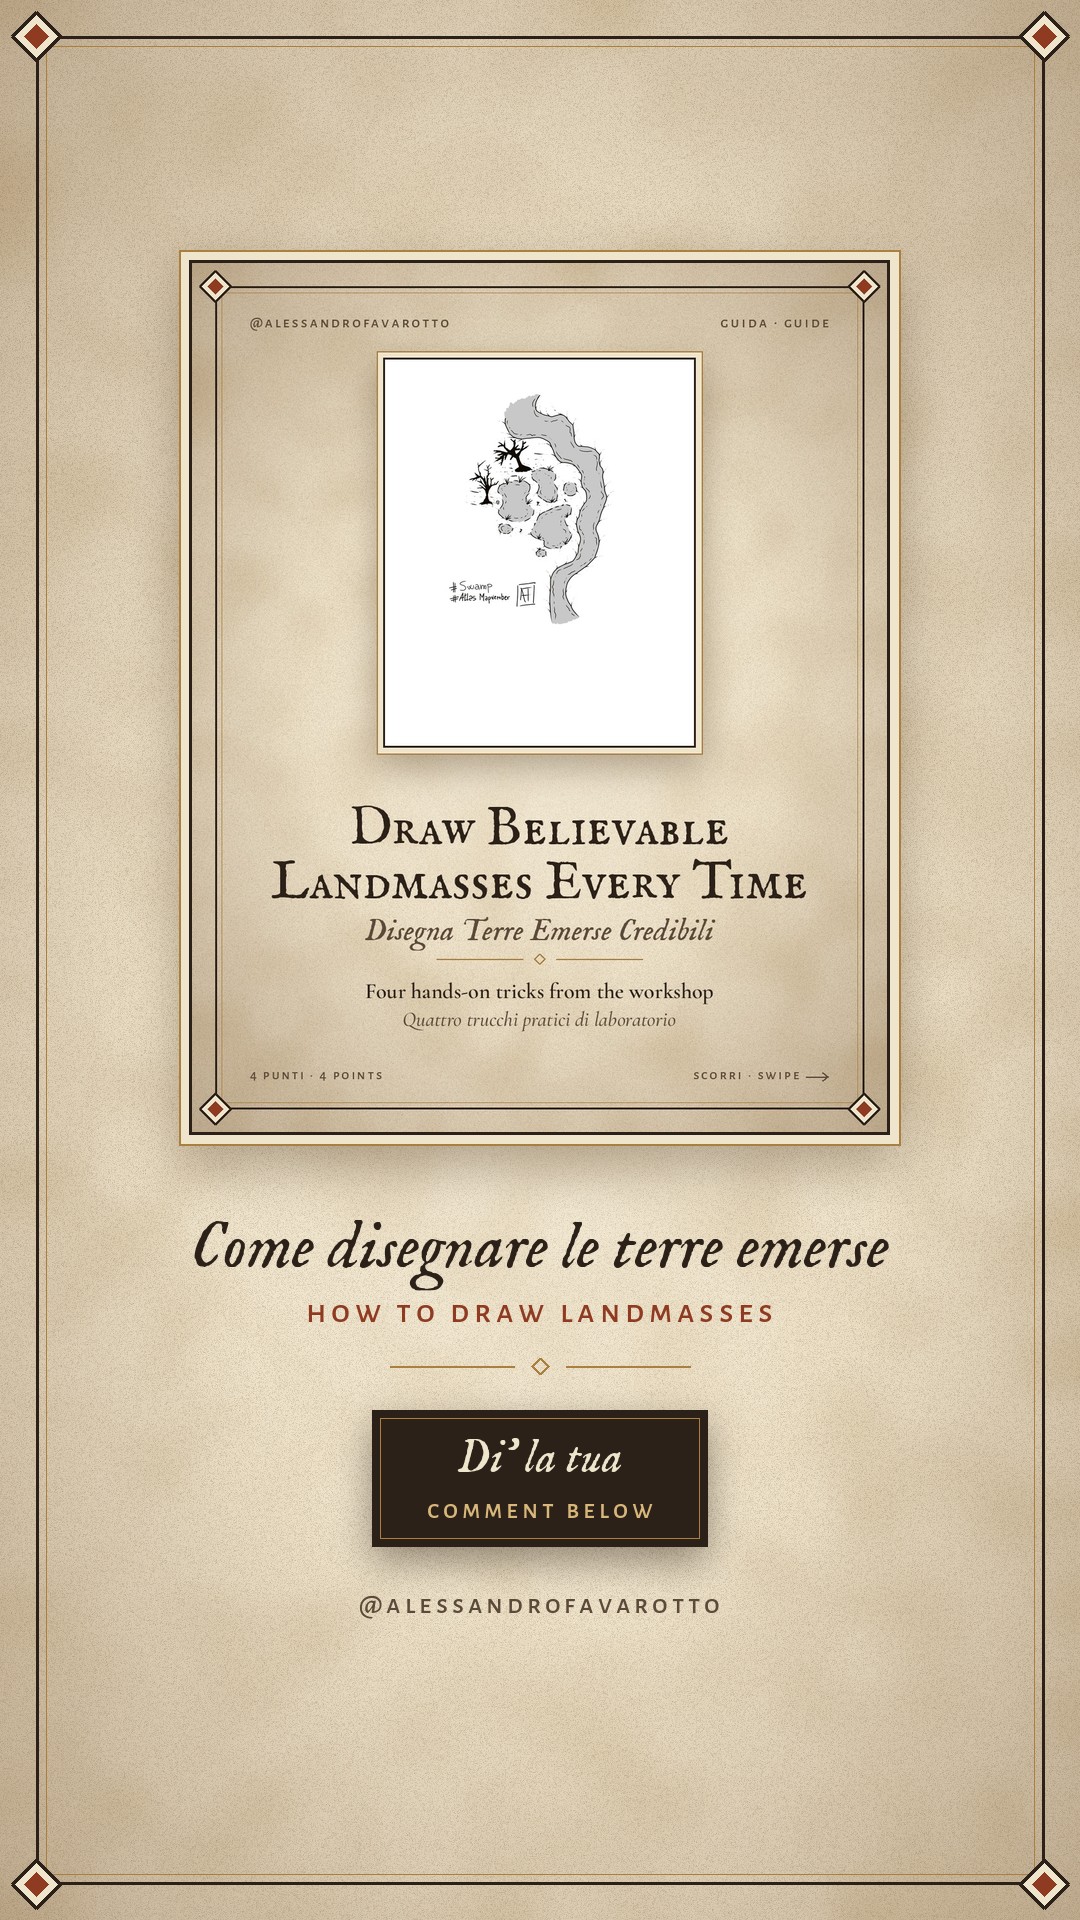 @ALESSANDROFAVAROTTO
GUIDA · GUIDE
#Swamp
#Atlas Mapvember
DRAW BELIEVABLE
LANDMASSES EVERY TIME
Disegna Terre Emerse Credibili
Four hands-on tricks from the workshop
Quattro trucchi pratici di laboratorio
4 PUNTI · 4 POINTS
SCORRI · SWIPE →
Come disegnare le terre emerse
HOW TO DRAW LANDMASSES
Di’ la tua
COMMENT BELOW
@ALESSANDROFAVAROTTO